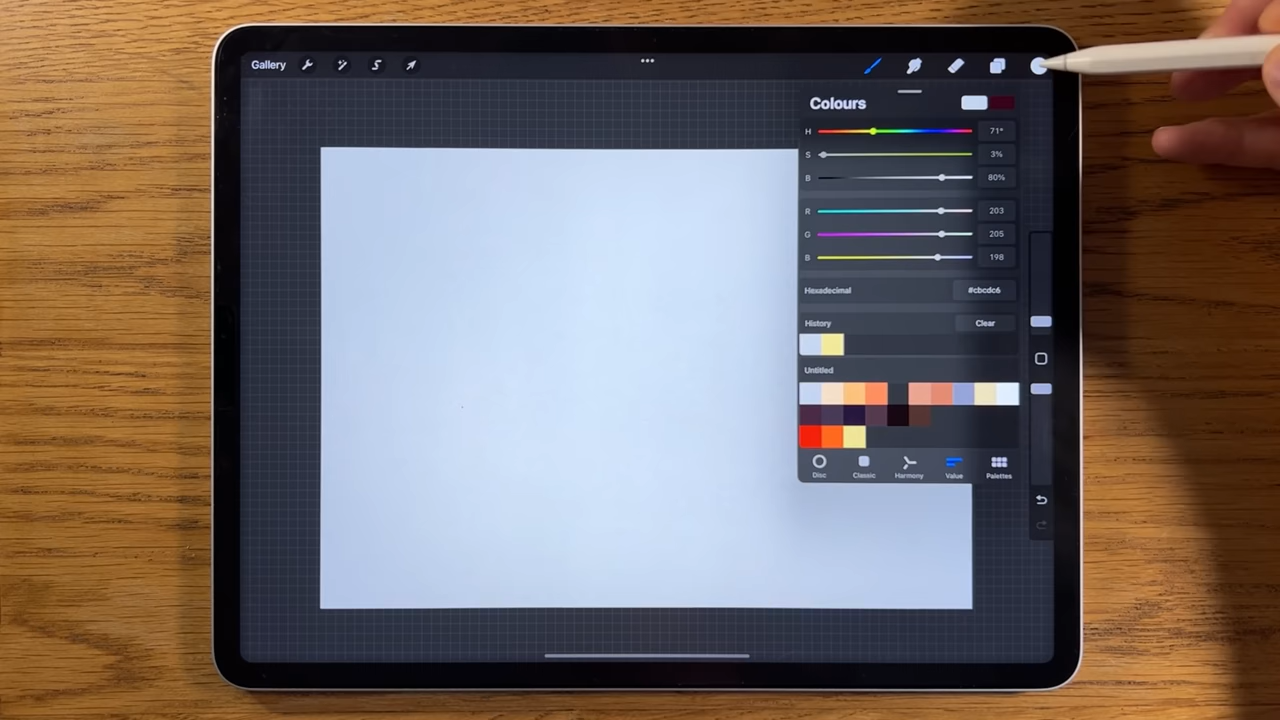 Gallery
Colours
H 71°
S 3%
B 80%
R 203
G 205
B 198
Hexadecimal #cbcdc6
History Clear
Untitled
Disc Classic Harmony Value Palettes